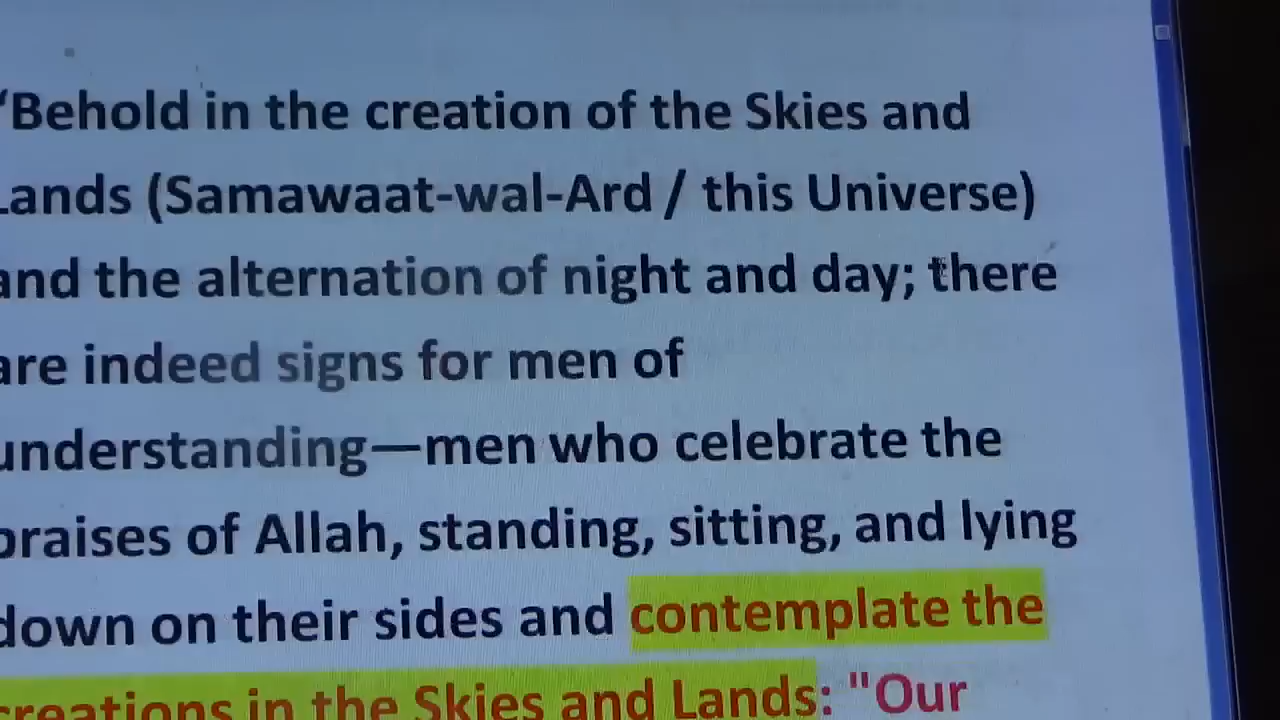 “Behold in the creation of the Skies and
Lands (Samawaat-wal-Ard / this Universe)
and the alternation of night and day; there
are indeed signs for men of
understanding—men who celebrate the
praises of Allah, standing, sitting, and lying
down on their sides and contemplate the
creations in the Skies and Lands: "Our